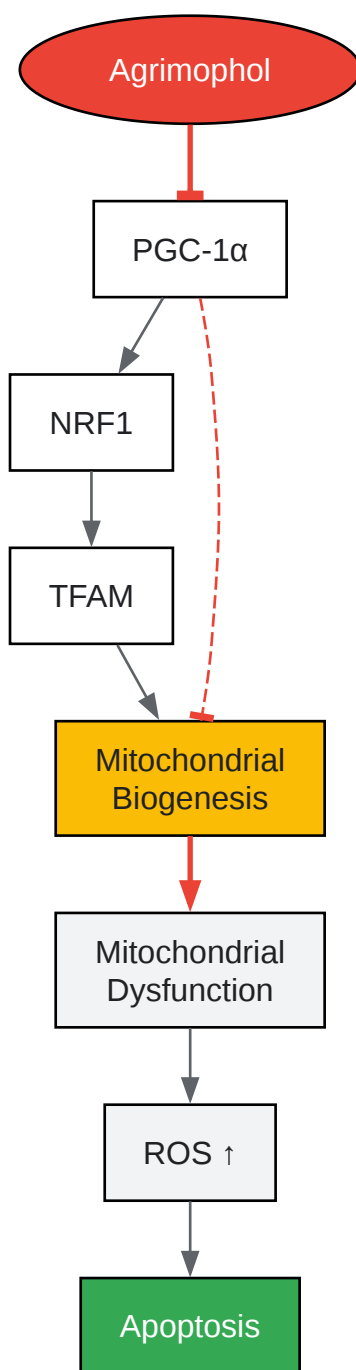 Agrimophol
PGC-1α
NRF1
TFAM
Mitochondrial
Biogenesis
Mitochondrial
Dysfunction
ROS ↑
Apoptosis